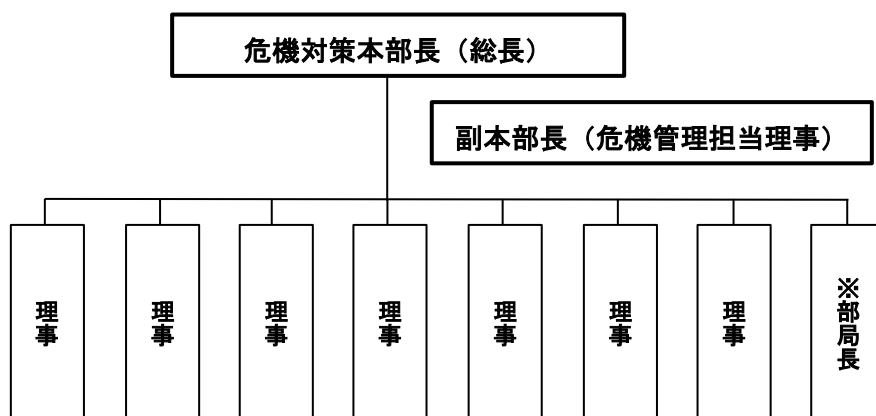 危機対策本部長（総長）
副本部長（危機管理担当理事）
理事
理事
理事
理事
理事
理事
理事
※部局長